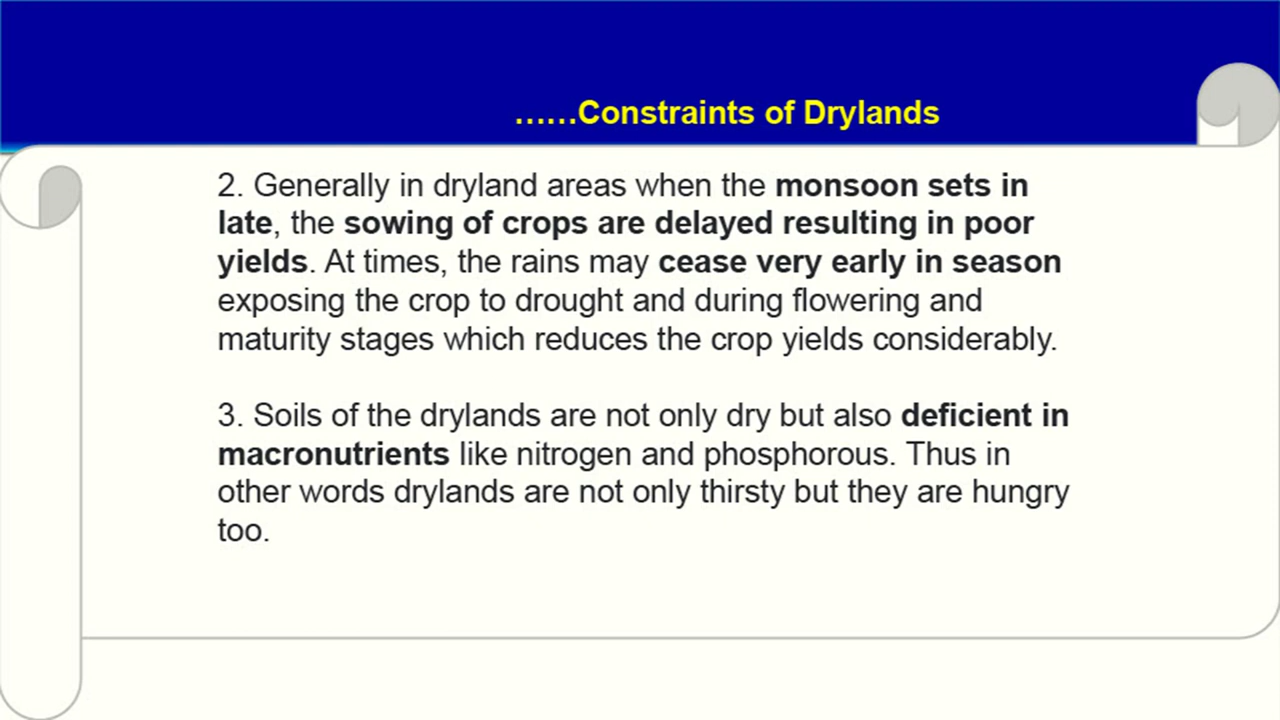 ......Constraints of Drylands
2. Generally in dryland areas when the monsoon sets in
late, the sowing of crops are delayed resulting in poor
yields. At times, the rains may cease very early in season
exposing the crop to drought and during flowering and
maturity stages which reduces the crop yields considerably.
3. Soils of the drylands are not only dry but also deficient in
macronutrients like nitrogen and phosphorous. Thus in
other words drylands are not only thirsty but they are hungry
too.